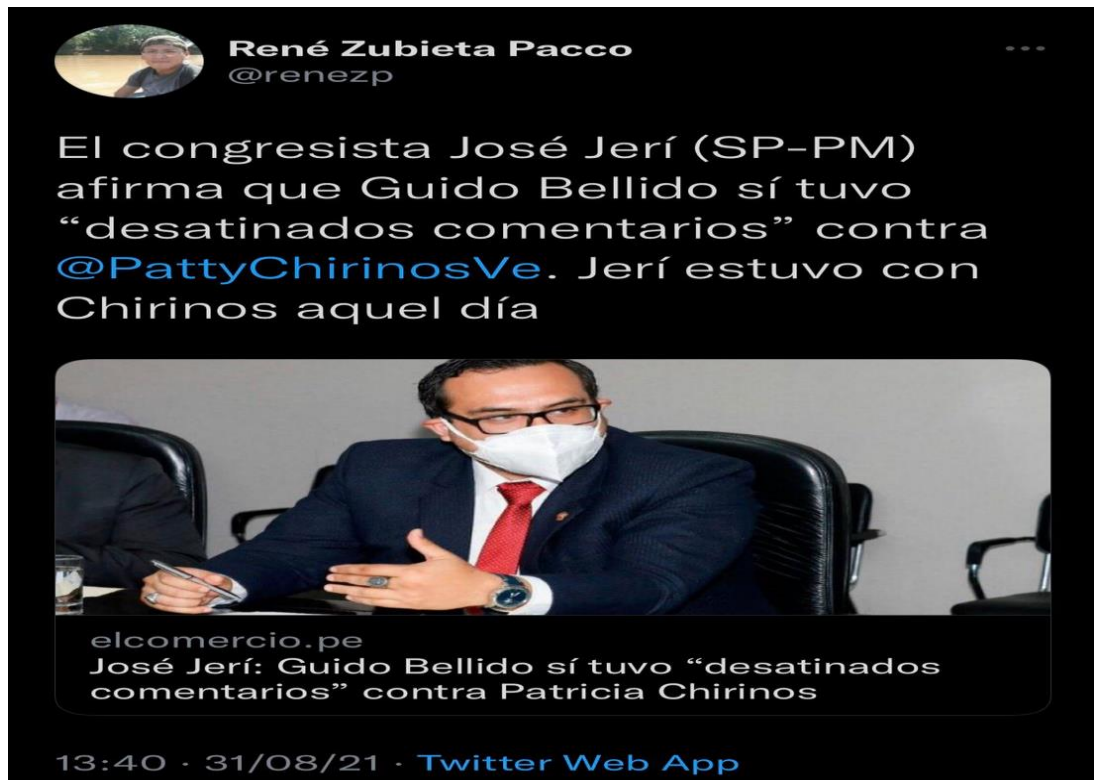 René Zubieta Pacco
@renezp
El congresista José Jerí (SP-PM)
afirma que Guido Bellido sí tuvo
“desatinados comentarios” contra
@PattyChirinosVe. Jerí estuvo con
Chirinos aquel día
elcomercio.pe
José Jerí: Guido Bellido sí tuvo “desatinados
comentarios” contra Patricia Chirinos
13:40 · 31/08/21 · Twitter Web App